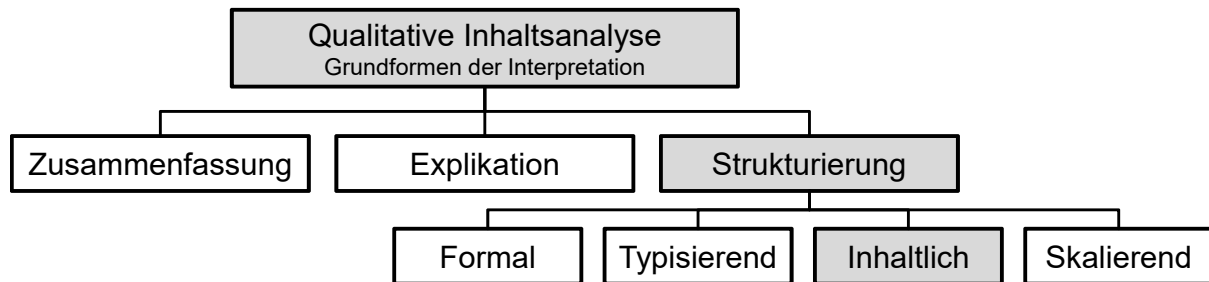 Qualitative Inhaltsanalyse
Grundformen der Interpretation
Zusammenfassung
Explikation
Strukturierung
Formal
Typisierend
Inhaltlich
Skalierend